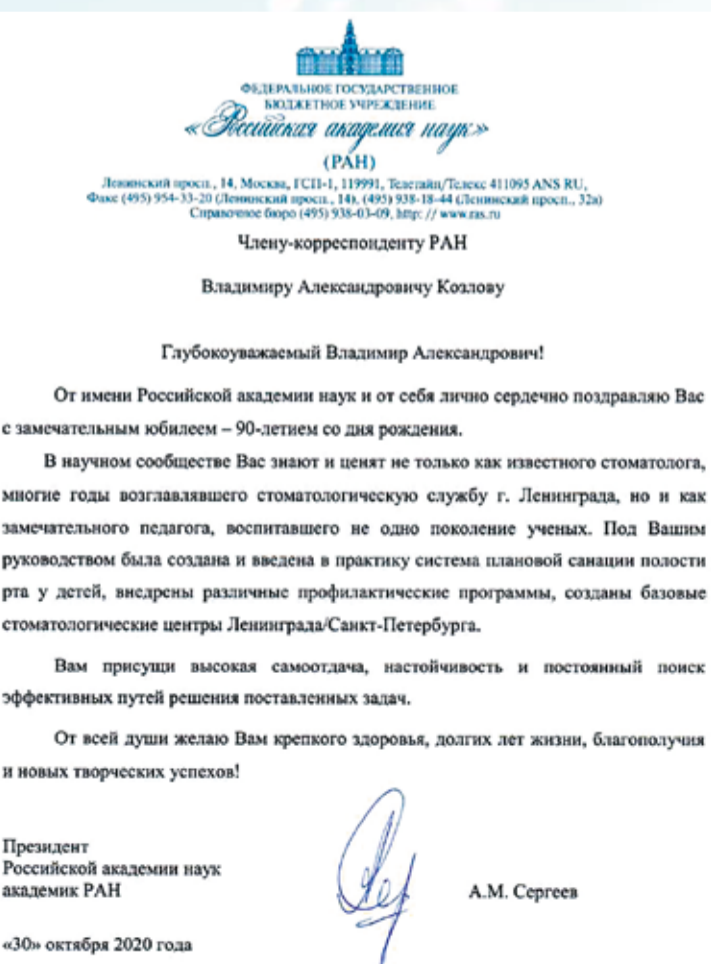 ФЕДЕРАЛЬНОЕ ГОСУДАРСТВЕННОЕ
БЮДЖЕТНОЕ УЧРЕЖДЕНИЕ
«Российская академия наук»
(РАН)
Ленинский просп., 14, Москва, ГСП-1, 119991, Телетайп/Телекс 411095 ANS RU,
Факс (495) 954-33-20 (Ленинский просп., 14), (495) 938-18-44 (Ленинский просп., 32а)
Справочное бюро (495) 938-03-09, http: // www.ras.ru
Члену-корреспонденту РАН
Владимиру Александровичу Козлову
Глубокоуважаемый Владимир Александрович!
От имени Российской академии наук и от себя лично сердечно поздравляю Вас
с замечательным юбилеем – 90-летием со дня рождения.
В научном сообществе Вас знают и ценят не только как известного стоматолога,
многие годы возглавлявшего стоматологическую службу г. Ленинграда, но и как
замечательного педагога, воспитавшего не одно поколение ученых. Под Вашим
руководством была создана и введена в практику система плановой санации полости
рта у детей, внедрены различные профилактические программы, созданы базовые
стоматологические центры Ленинграда/Санкт-Петербурга.
Вам присущи высокая самоотдача, настойчивость и постоянный поиск
эффективных путей решения поставленных задач.
От всей души желаю Вам крепкого здоровья, долгих лет жизни, благополучия
и новых творческих успехов!
Президент
Российской академии наук
академик РАН
А.М. Сергеев
«30» октября 2020 года